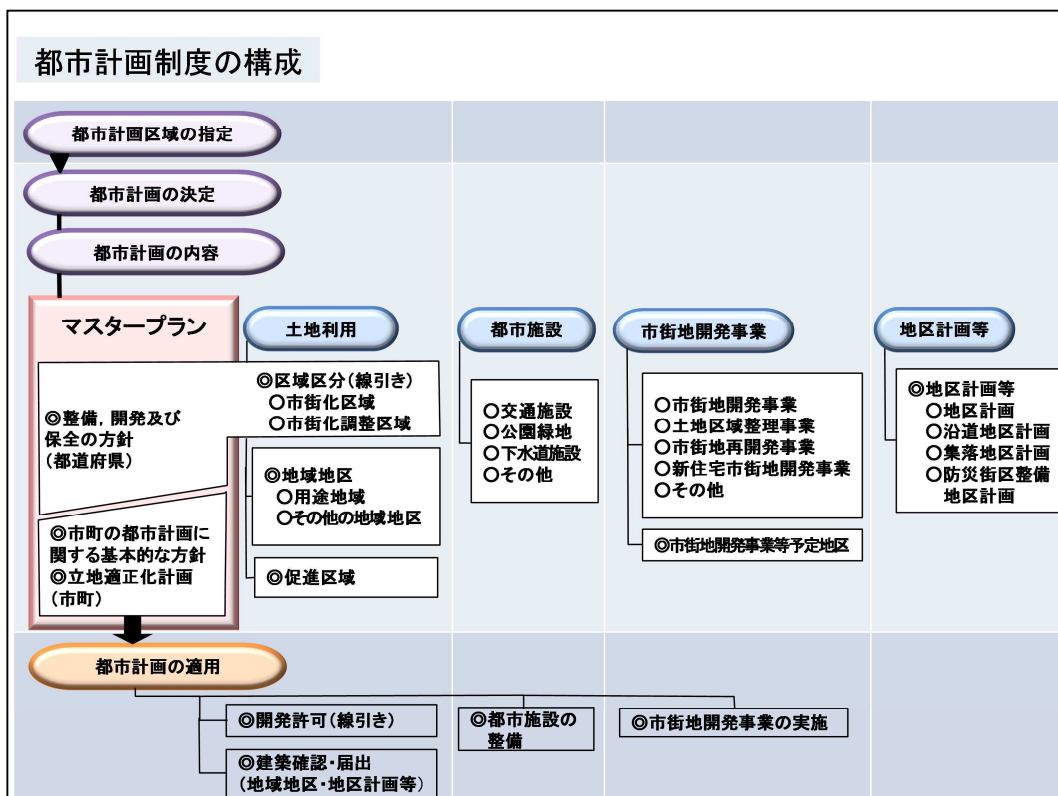 都市計画制度の構成
都市計画区域の指定
都市計画の決定
都市計画の内容
マスタープラン
◎整備，開発及び
保全の方針
(都道府県)
◎市町の都市計画に
関する基本的な方針
◎立地適正化計画
(市町)
土地利用
◎区域区分(線引き)
○市街化区域
○市街化調整区域
◎地域地区
○用途地域
○その他の地域地区
◎促進区域
都市施設
○交通施設
○公園緑地
○下水道施設
○その他
市街地開発事業
○市街地開発事業
○土地区域整理事業
○市街地再開発事業
○新住宅市街地開発事業
○その他
◎市街地開発事業等予定地区
地区計画等
◎地区計画等
○地区計画
○沿道地区計画
○集落地区計画
○防災街区整備
地区計画
都市計画の適用
◎開発許可(線引き)
◎建築確認・届出
(地域地区・地区計画等)
◎都市施設の
整備
◎市街地開発事業の実施